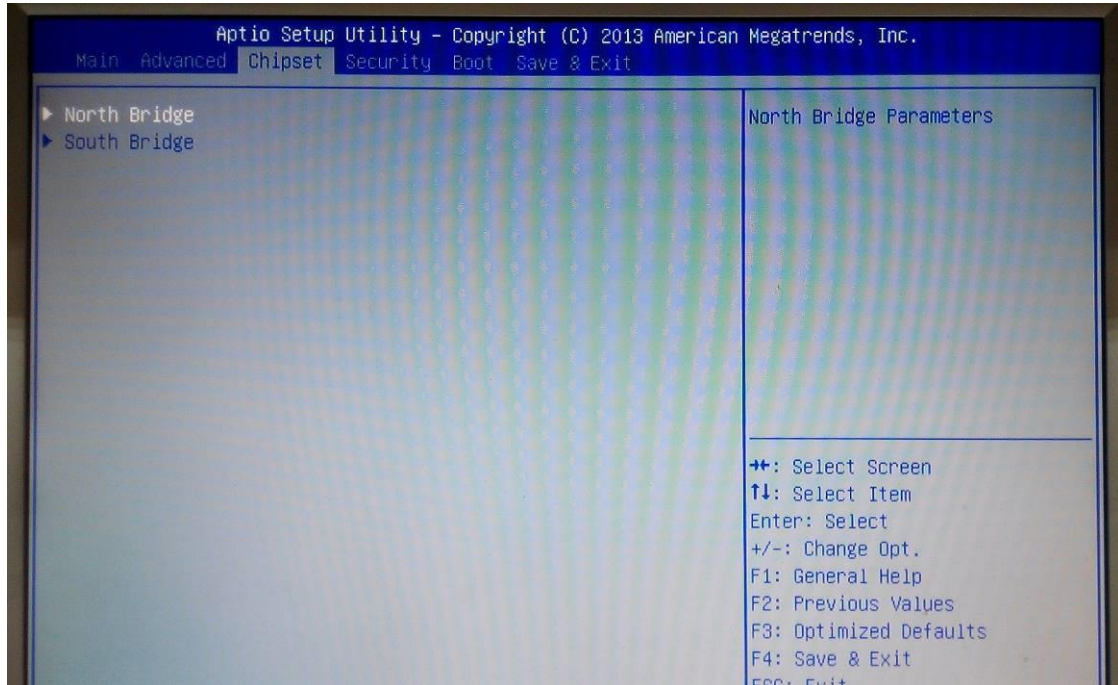 Aptio Setup Utility – Copyright (C) 2013 American Megatrends, Inc.
Main Advanced Chipset Security Boot Save & Exit
▶ North Bridge
▶ South Bridge
North Bridge Parameters
→←: Select Screen
↑↓: Select Item
Enter: Select
+/-: Change Opt.
F1: General Help
F2: Previous Values
F3: Optimized Defaults
F4: Save & Exit
ESC: Exit